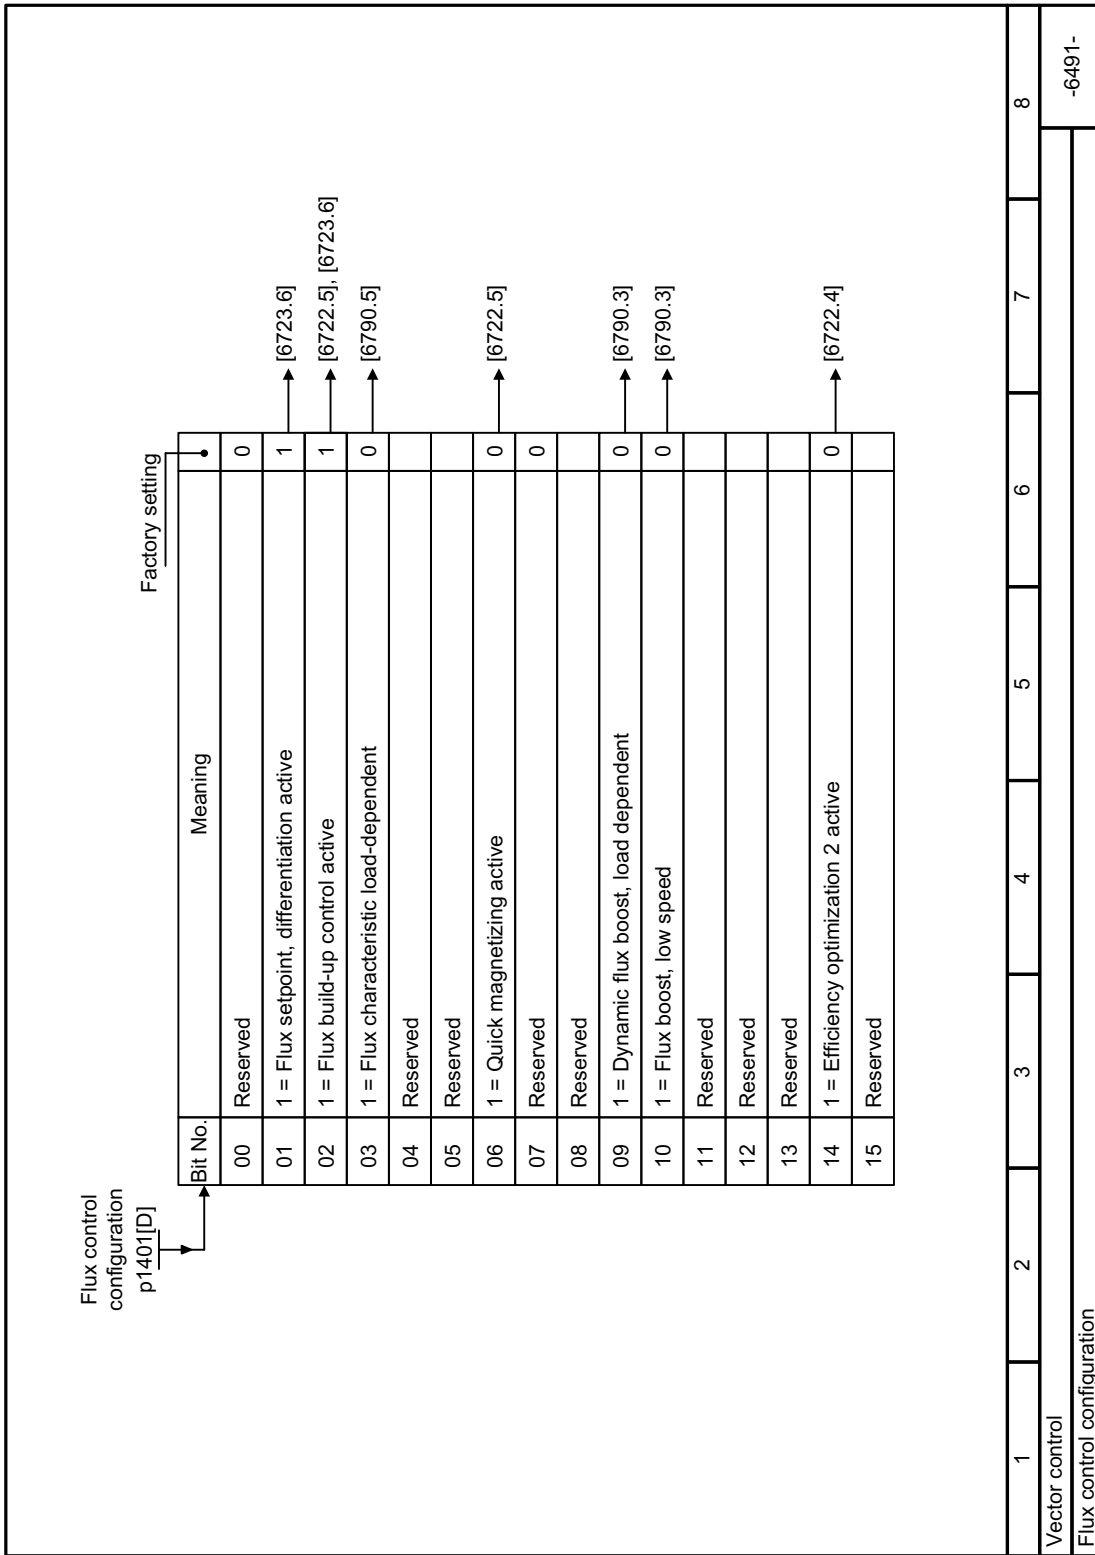 Flux control
configuration
p1401[D]
Factory setting
Bit No. Meaning
00 Reserved 0
01 1 = Flux setpoint, differentiation active 1 [6723.6]
02 1 = Flux build-up control active 1 [6722.5], [6723.6]
03 1 = Flux characteristic load-dependent 0 [6790.5]
04 Reserved
05 Reserved
06 1 = Quick magnetizing active 0 [6722.5]
07 Reserved 0
08 Reserved
09 1 = Dynamic flux boost, load dependent 0 [6790.3]
10 1 = Flux boost, low speed 0 [6790.3]
11 Reserved
12 Reserved
13 Reserved
14 1 = Efficiency optimization 2 active 0 [6722.4]
15 Reserved
1 2 3 4 5 6 7 8
Vector control
-6491-
Flux control configuration